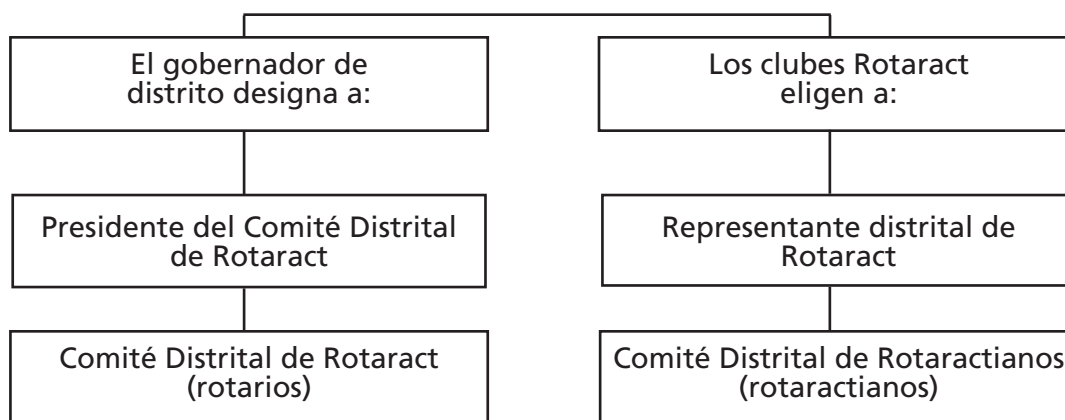 El gobernador de
distrito designa a:
Los clubes Rotaract
eligen a:
Presidente del Comité Distrital
de Rotaract
Representante distrital de
Rotaract
Comité Distrital de Rotaract
(rotarios)
Comité Distrital de Rotaractianos
(rotaractianos)